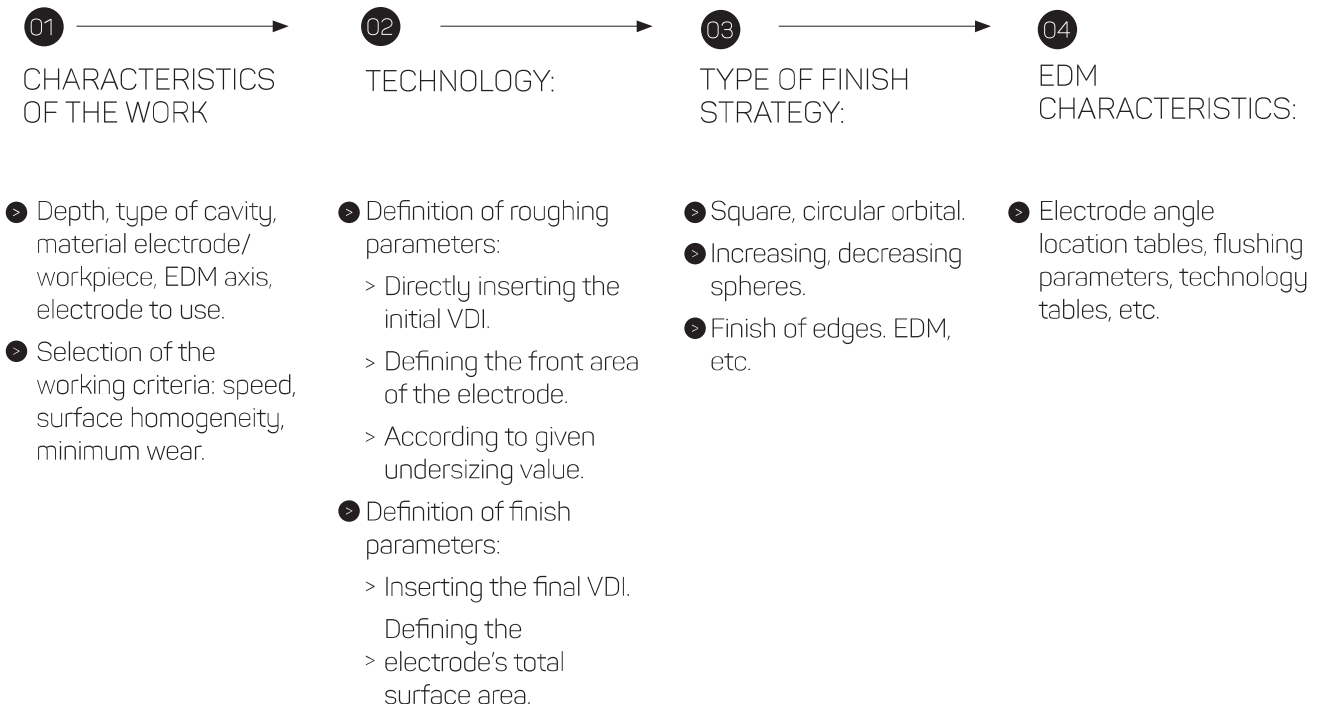 01
CHARACTERISTICS
OF THE WORK
> Depth, type of cavity,
material electrode/
workpiece, EDM axis,
electrode to use.
> Selection of the
working criteria: speed,
surface homogeneity,
minimum wear.
02
TECHNOLOGY:
> Definition of roughing
parameters:
> Directly inserting the
initial VDI.
> Defining the front area
of the electrode.
> According to given
undersizing value.
> Definition of finish
parameters:
> Inserting the final VDI.
Defining the
> electrode's total
surface area.
03
TYPE OF FINISH
STRATEGY:
> Square, circular orbital.
> Increasing, decreasing
spheres.
> Finish of edges. EDM,
etc.
04
EDM
CHARACTERISTICS:
> Electrode angle
location tables, flushing
parameters, technology
tables, etc.